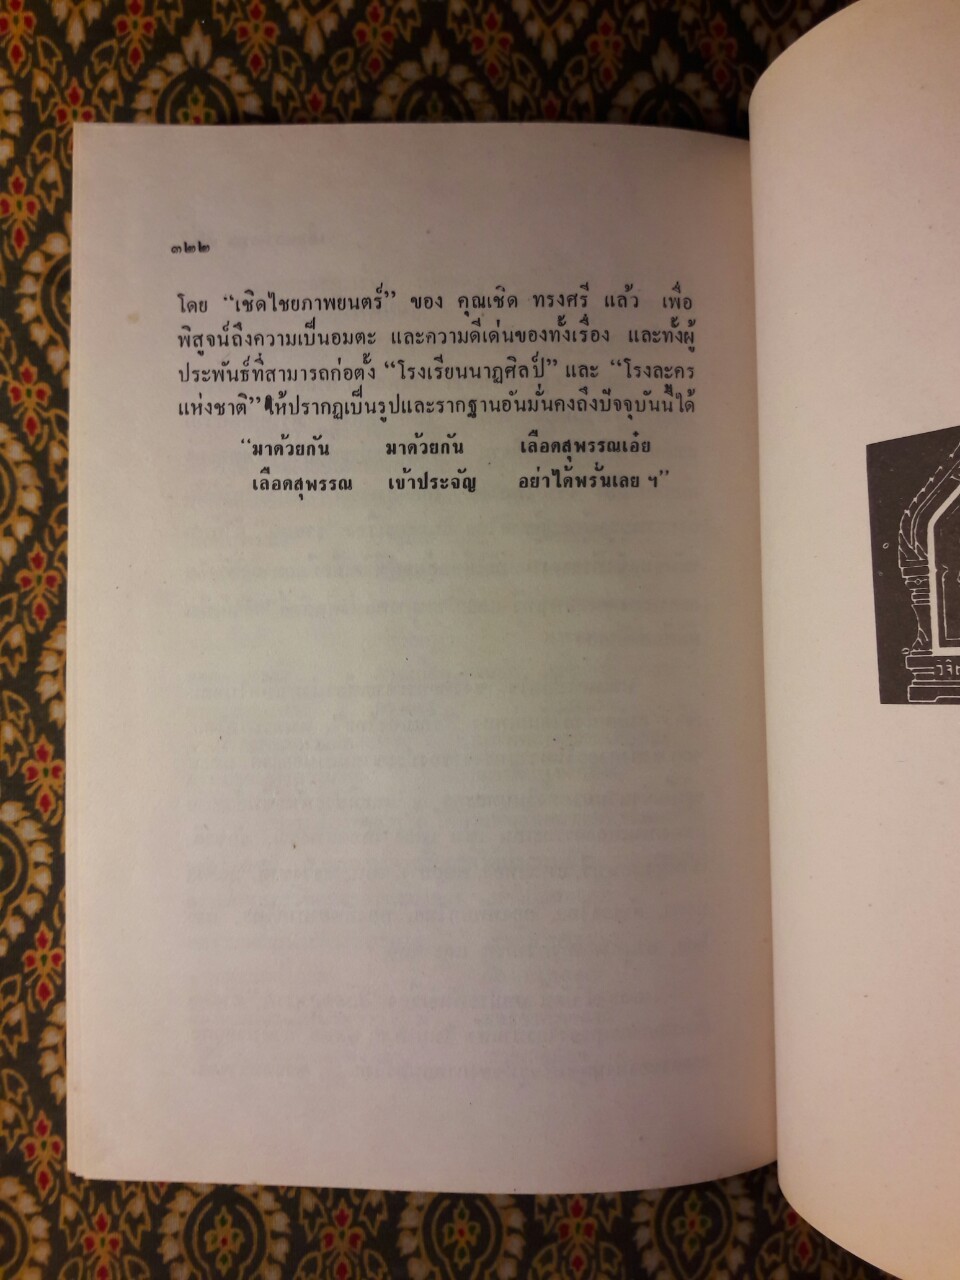 ๓๒๒
โดย “เชิดไชยภาพยนตร์” ของ คุณเชิด ทรงศรี แล้ว เพื่อ
พิสูจน์ถึงความเป็นอมตะ และความดีเด่นของทั้งเรื่อง และทั้งผู้
ประพันธ์ที่สามารถก่อตั้ง “โรงเรียนนาฏศิลป์” และ “โรงละคร
แห่งชาติ” ให้ปรากฏเป็นรูปและรากฐานอันมั่นคงถึงปัจจุบันนี้ได้
“มาด้วยกัน มาด้วยกัน เลือดสุพรรณเอ๋ย
เลือดสุพรรณ เข้าประจัญ อย่าได้พรั่นเลย ฯ”